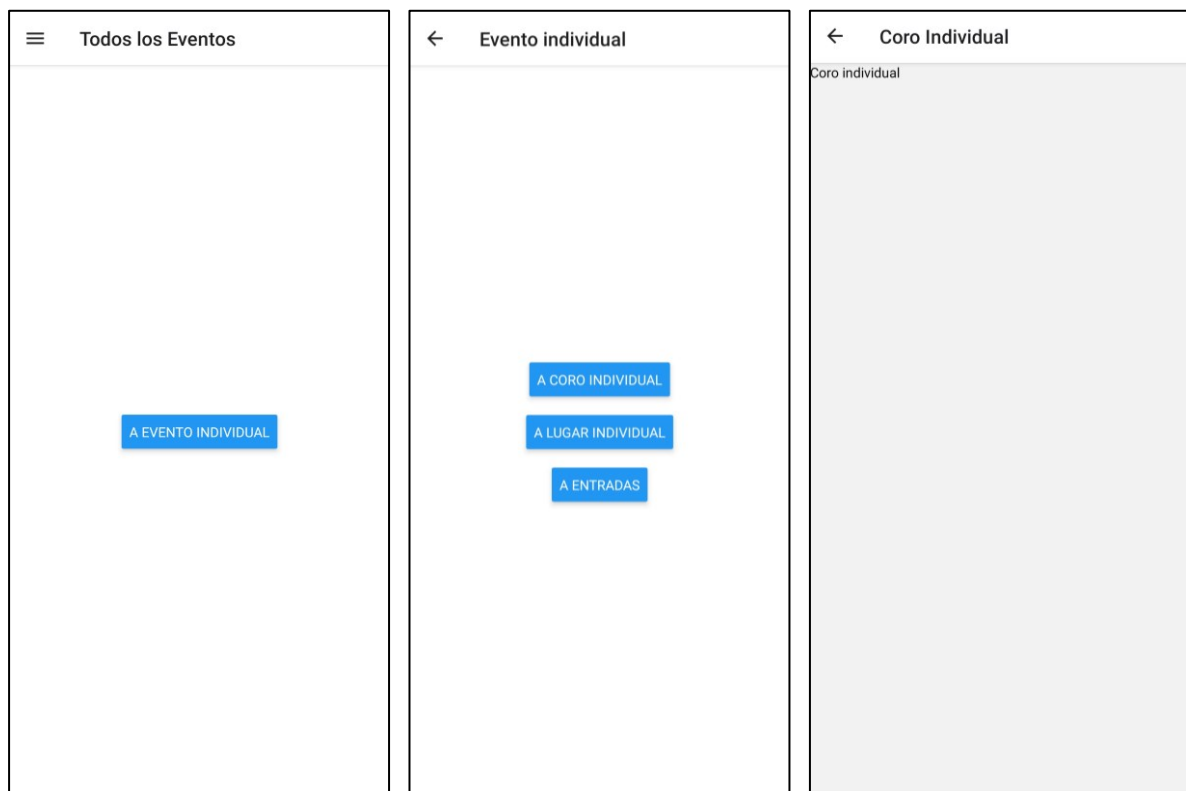 Todos los Eventos
A EVENTO INDIVIDUAL
Evento individual
A CORO INDIVIDUAL
A LUGAR INDIVIDUAL
A ENTRADAS
Coro Individual
Coro individual